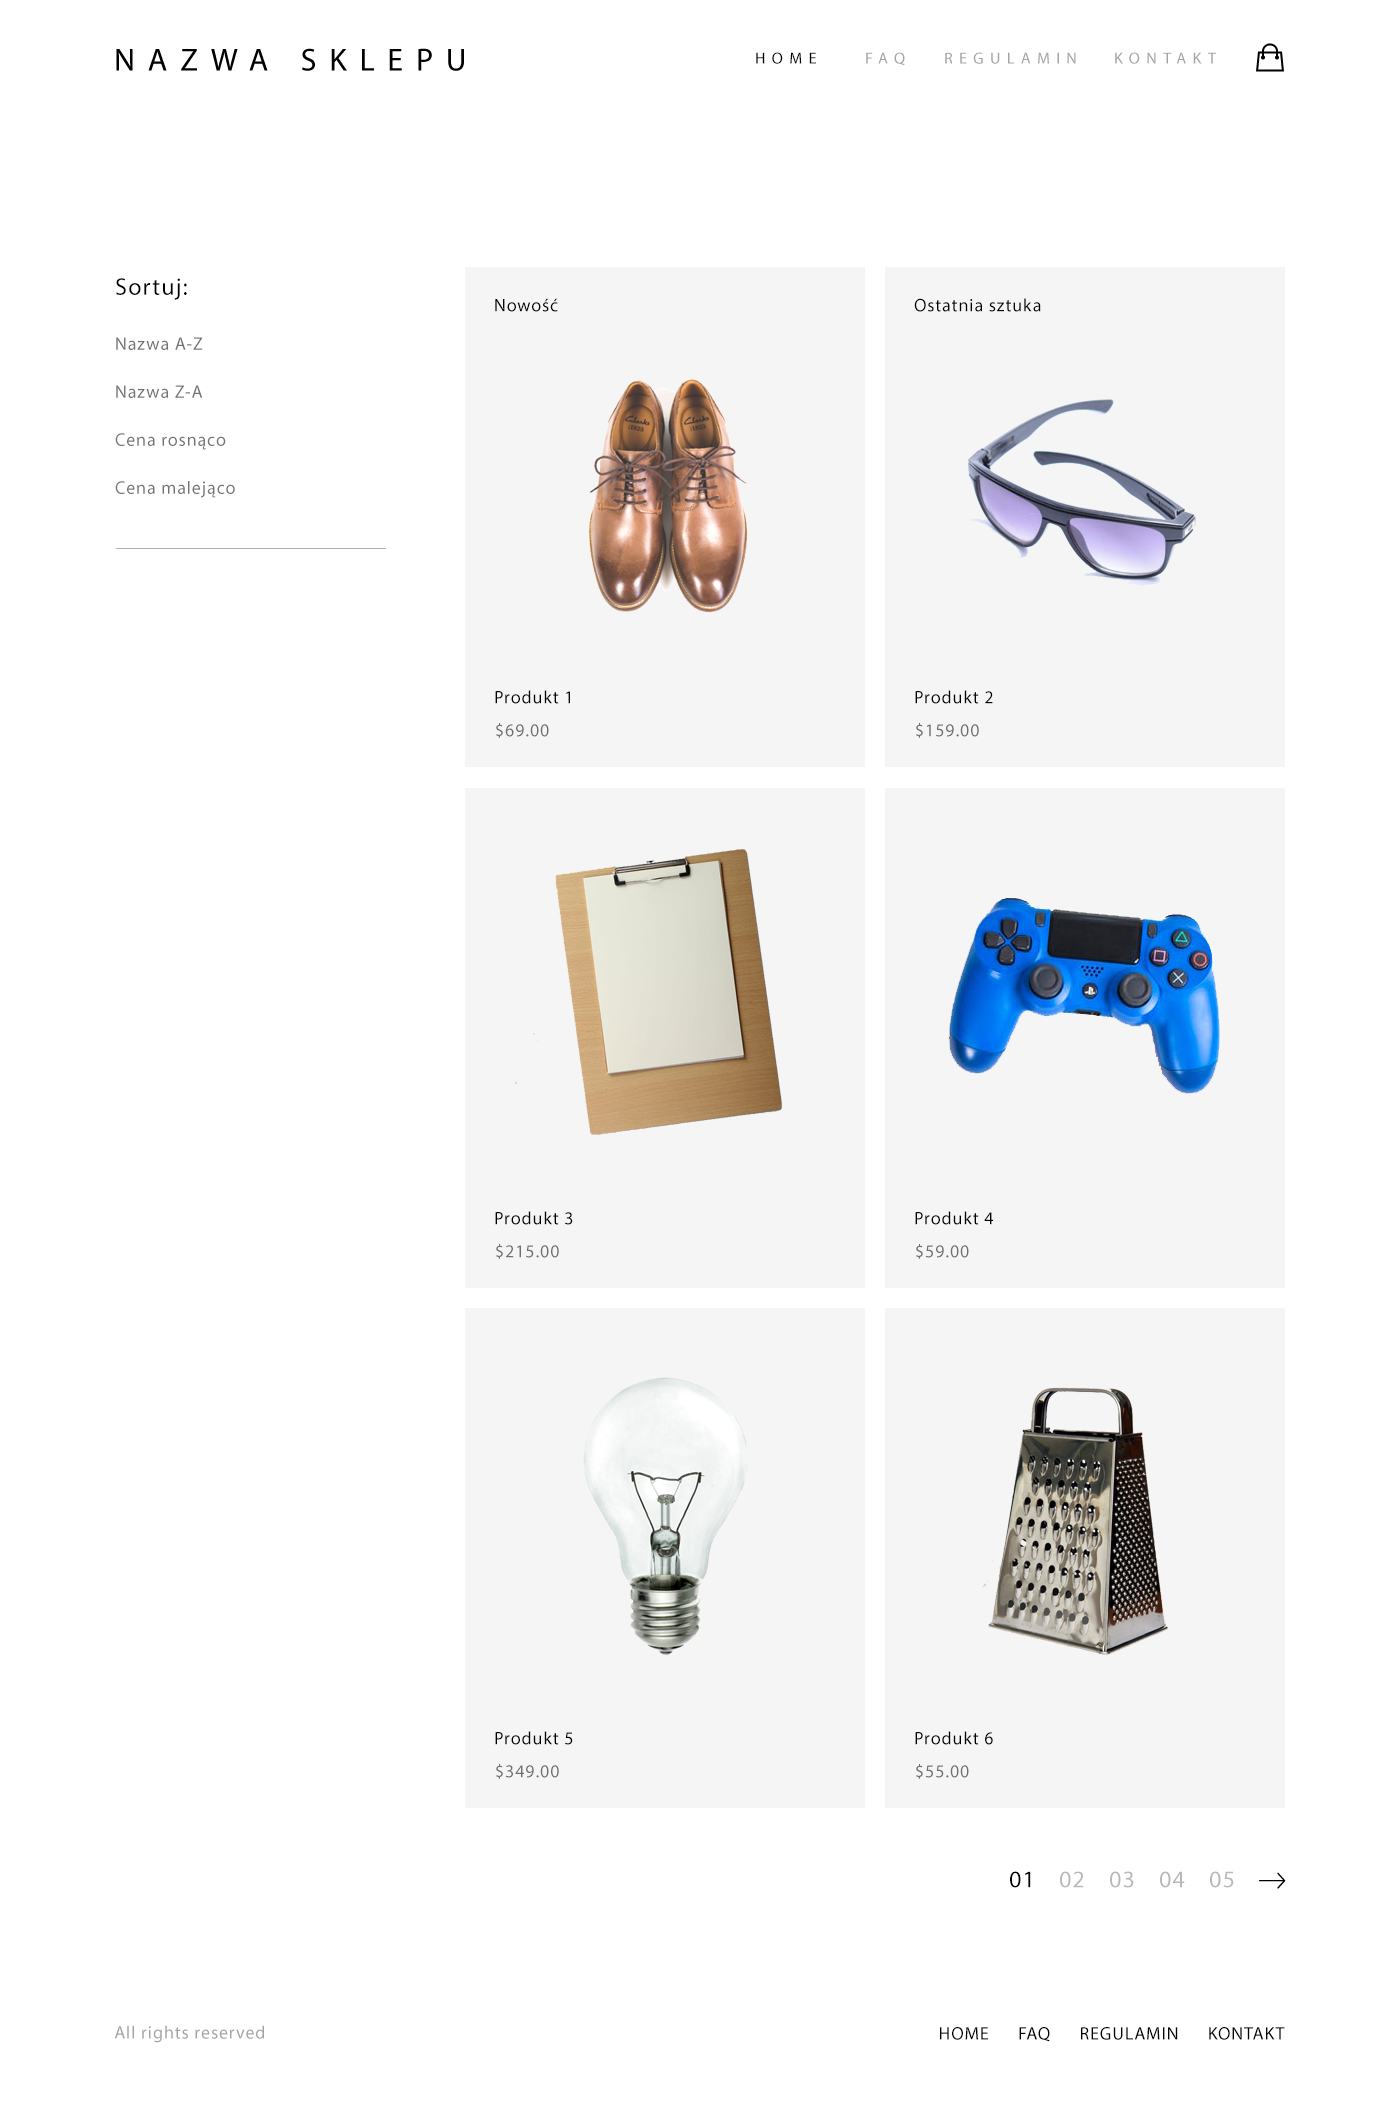 NAZWA SKLEPU
HOME FAQ REGULAMIN KONTAKT
Sortuj:
Nazwa A-Z
Nazwa Z-A
Cena rosnąco
Cena malejąco
Nowość
Clarks Clarks
Produkt 1
$69.00
Ostatnia sztuka
Produkt 2
$159.00
Produkt 3
$215.00
Produkt 4
$59.00
Produkt 5
$349.00
Produkt 6
$55.00
01 02 03 04 05
All rights reserved
HOME FAQ REGULAMIN KONTAKT